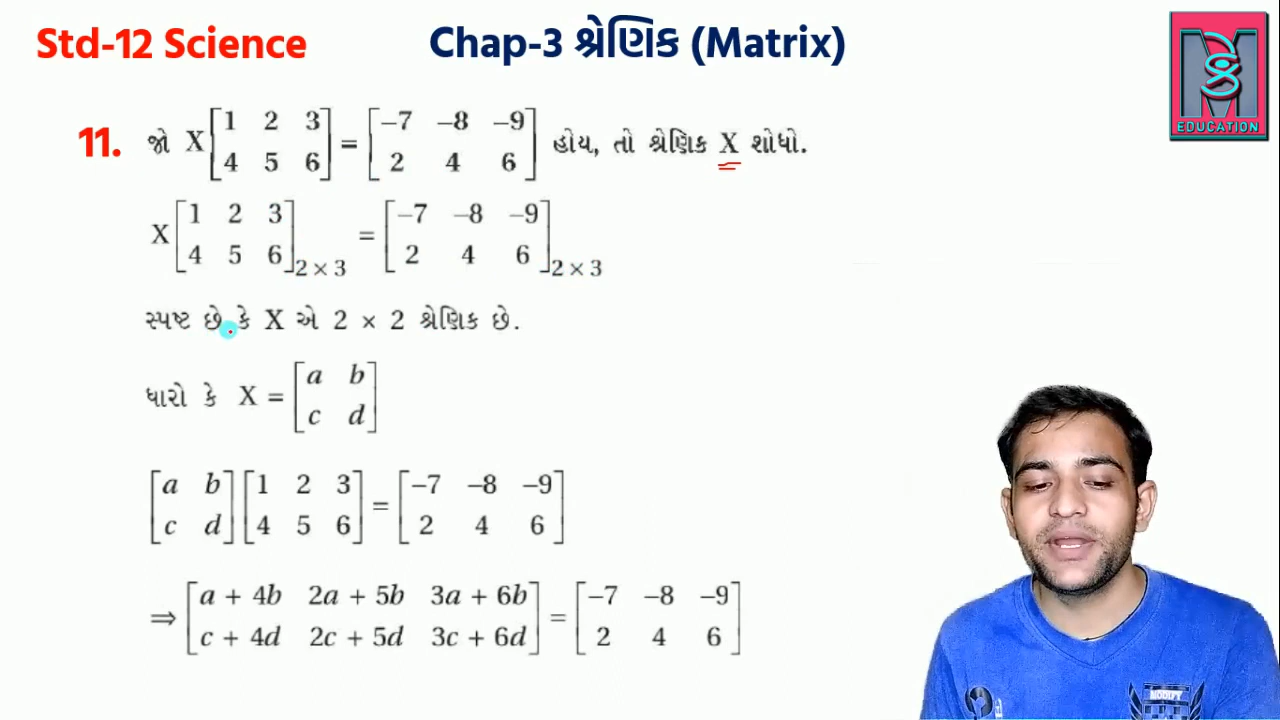 Std-12 Science
Chap-3 શ્રેણિક (Matrix)
EDUCATION
11. જો X [1 2 3; 4 5 6] = [–7 –8 –9; 2 4 6] હોય, તો શ્રેણિક X શોધો.
X [1 2 3; 4 5 6] 2 × 3 = [–7 –8 –9; 2 4 6] 2 × 3
સ્પષ્ટ છે કે X એ 2 × 2 શ્રેણિક છે.
ધારો કે X = [a b; c d]
[a b; c d] [1 2 3; 4 5 6] = [–7 –8 –9; 2 4 6]
⇒ [a + 4b 2a + 5b 3a + 6b; c + 4d 2c + 5d 3c + 6d] = [–7 –8 –9; 2 4 6]
MODIFY